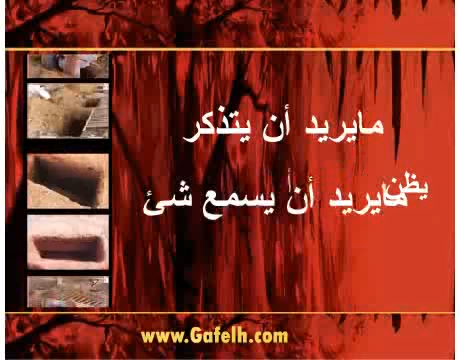 مايريد أن يتذكر
يظن
مايريد أن يسمع شئ
www.Gafelh.com